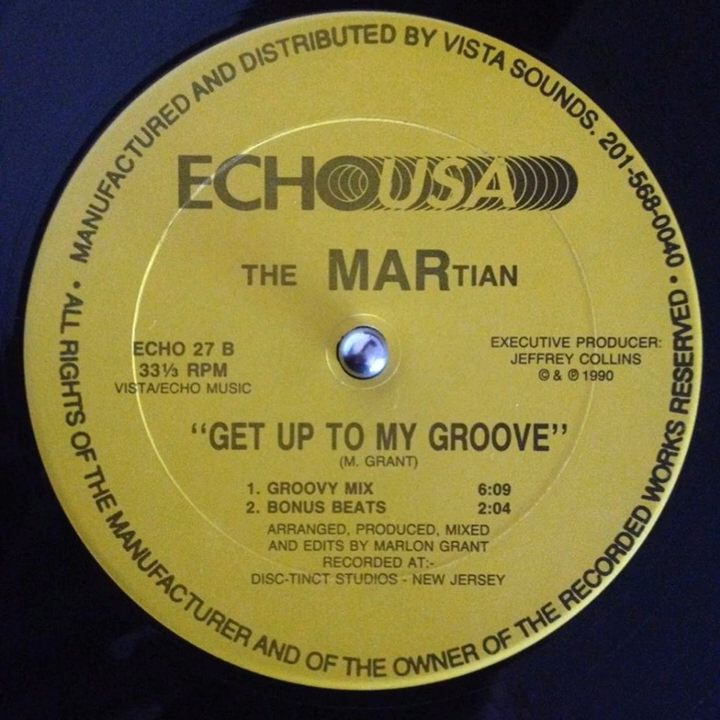 • MANUFACTURED AND DISTRIBUTED BY VISTA SOUNDS. 201-568-0040 •
ECHO USA
THE MARTIAN
ECHO 27 B
33⅓ RPM
VISTA/ECHO MUSIC
EXECUTIVE PRODUCER:
JEFFREY COLLINS
© & ℗ 1990
"GET UP TO MY GROOVE"
(M. GRANT)
1. GROOVY MIX 6:09
2. BONUS BEATS 2:04
ARRANGED, PRODUCED, MIXED
AND EDITS BY MARLON GRANT
RECORDED AT:-
DISC-TINCT STUDIOS - NEW JERSEY
ALL RIGHTS OF THE MANUFACTURER AND OF THE OWNER OF THE RECORDED WORKS RESERVED